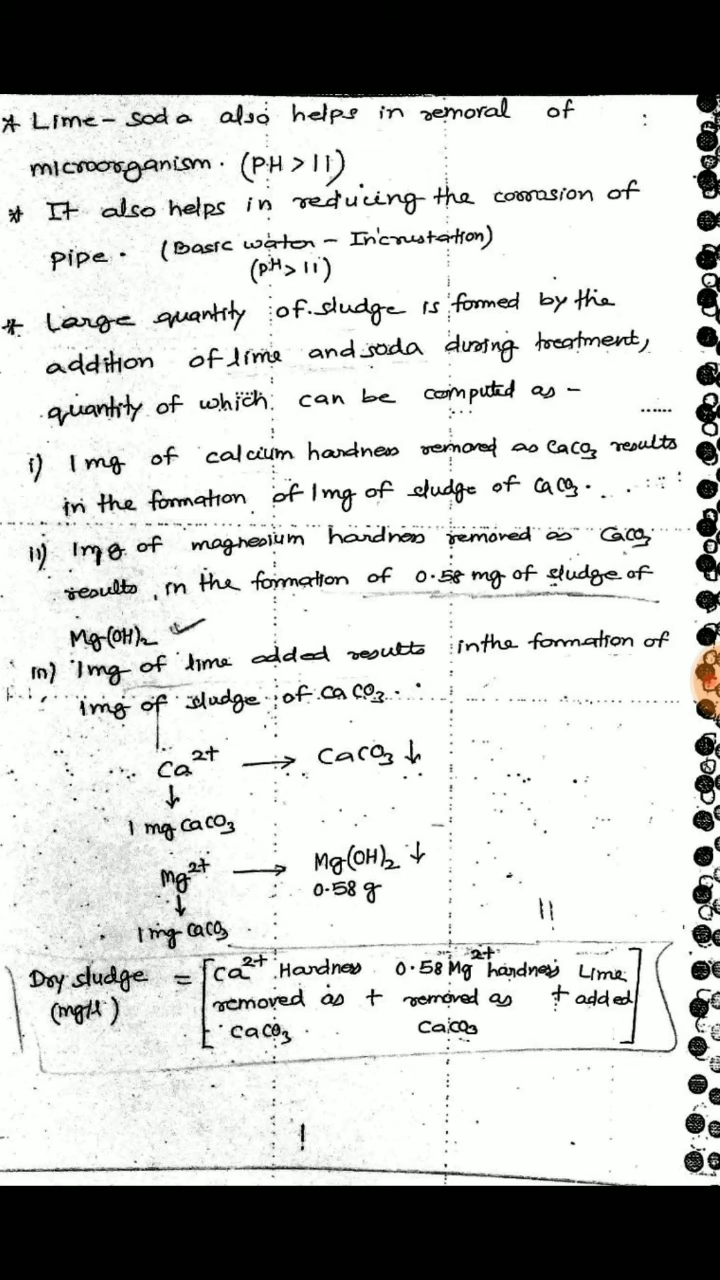 * Lime - soda also helps in removal of
microorganism. (PH > 11)
* It also helps in reducing the corrosion of
pipe. (Basic water - Incrustation)
(pH > 11)
* Large quantity of sludge is formed by the
addition of lime and soda during treatment,
quantity of which can be computed as -
i) 1 mg of calcium hardness removed as CaCO3 results
in the formation of 1mg of sludge of CaCO3.
ii) 1mg of magnesium hardness removed as CaCO3
results in the formation of 0.58 mg of sludge of
Mg(OH)2
iii) 1mg of lime added results in the formation of
1mg of sludge of CaCO3.
Ca2+ → CaCO3 ↓
↓
1 mg CaCO3
Mg2+ → Mg(OH)2 ↓
↓ 0.58 g
1 mg CaCO3
Dry sludge = [Ca2+ Hardness 0.58 Mg2+ hardness Lime
(mg/l) removed as + removed as + added]
CaCO3 CaCO3